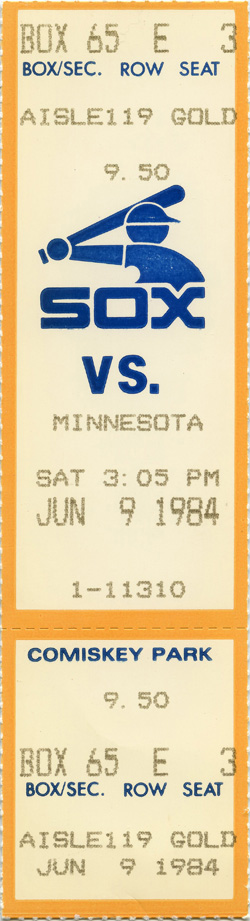 BOX 65 E 3
BOX/SEC. ROW SEAT
AISLE119 GOLD
9.50
SOX
VS.
MINNESOTA
SAT 3:05 PM
JUN 9 1984
1-11310
COMISKEY PARK
9.50
BOX 65 E 3
BOX/SEC. ROW SEAT
AISLE119 GOLD
JUN 9 1984